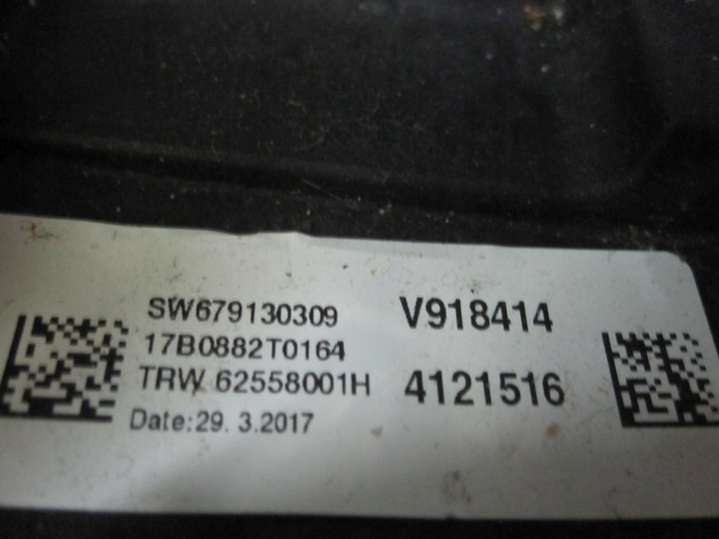 SW679130309 V918414
17B0882T0164
TRW 62558001H 4121516
Date:29. 3.2017